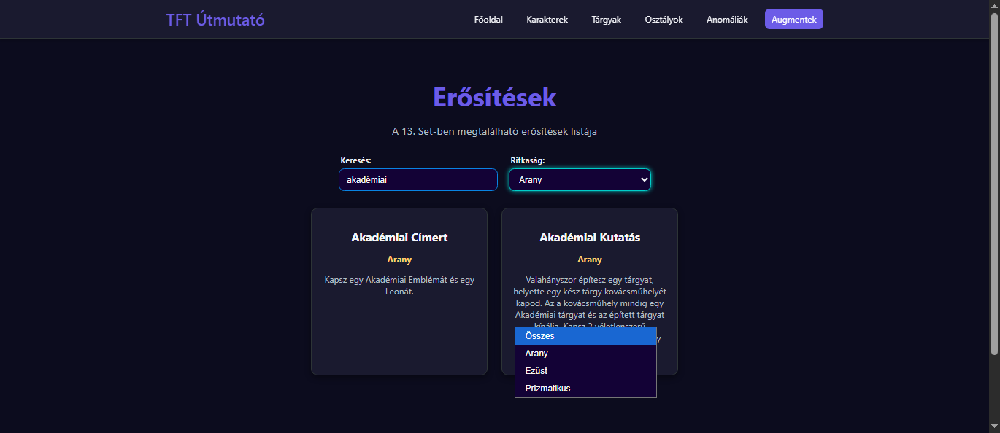 TFT Útmutató
Főoldal Karakterek Tárgyak Osztályok Anomáliák Augmentek
Erősítések
A 13. Set-ben megtalálható erősítések listája
Keresés:
akadémiai
Ritkaság:
Arany
Akadémiai Címert
Arany
Kapsz egy Akadémiai Emblémát és egy
Leonát.
Akadémiai Kutatás
Arany
Valahányszor építesz egy tárgyat,
helyette egy kész tárgy kovácsműhelyét
kapod. Az a kovácsműhely mindig egy
Akadémiai tárgyat és az épített tárgyat
kínálja. Kapsz 2 véletlenszerű
Összes
Arany
Ezüst
Prizmatikus